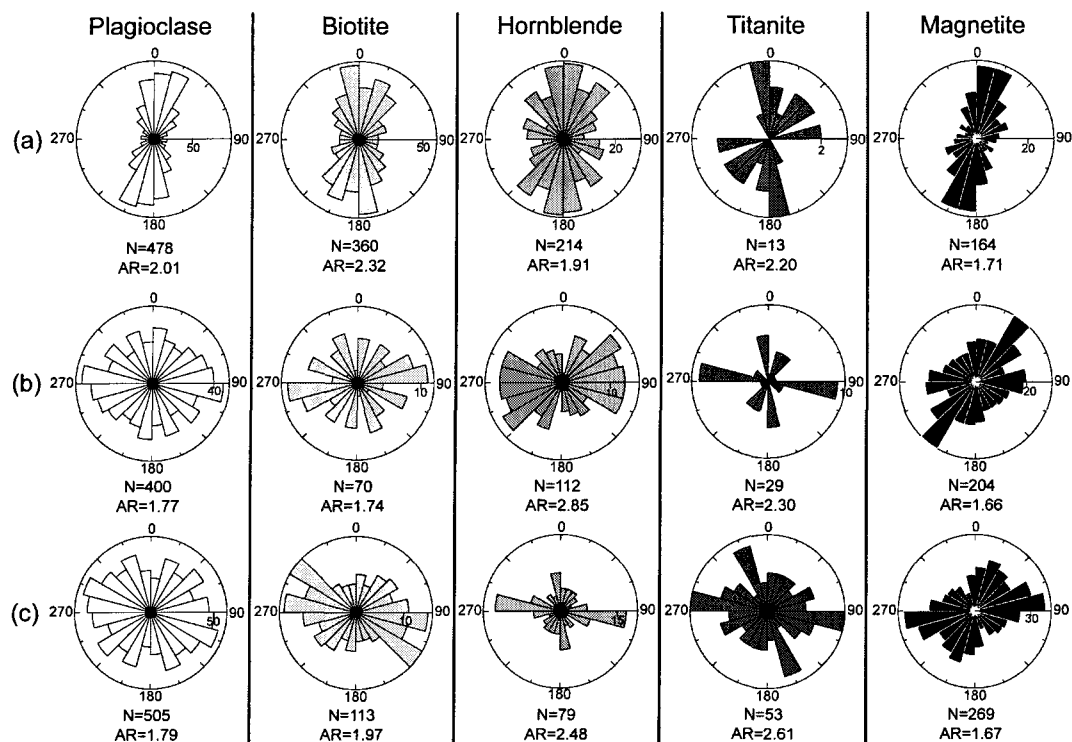 Plagioclase Biotite Hornblende Titanite Magnetite
0 0 0 0 0
(a) 270 50 90 270 50 90 270 20 90 270 2 90 270 20 90
180 180 180 180 180
N=478 N=360 N=214 N=13 N=164
AR=2.01 AR=2.32 AR=1.91 AR=2.20 AR=1.71
0 0 0 0 0
(b) 270 40 90 270 10 90 270 10 90 270 10 90 270 20 90
180 180 180 180 180
N=400 N=70 N=112 N=29 N=204
AR=1.77 AR=1.74 AR=2.85 AR=2.30 AR=1.66
0 0 0 0 0
(c) 270 50 90 270 10 90 270 15 90 270 90 270 30 90
180 180 180 180 180
N=505 N=113 N=79 N=53 N=269
AR=1.79 AR=1.97 AR=2.48 AR=2.61 AR=1.67